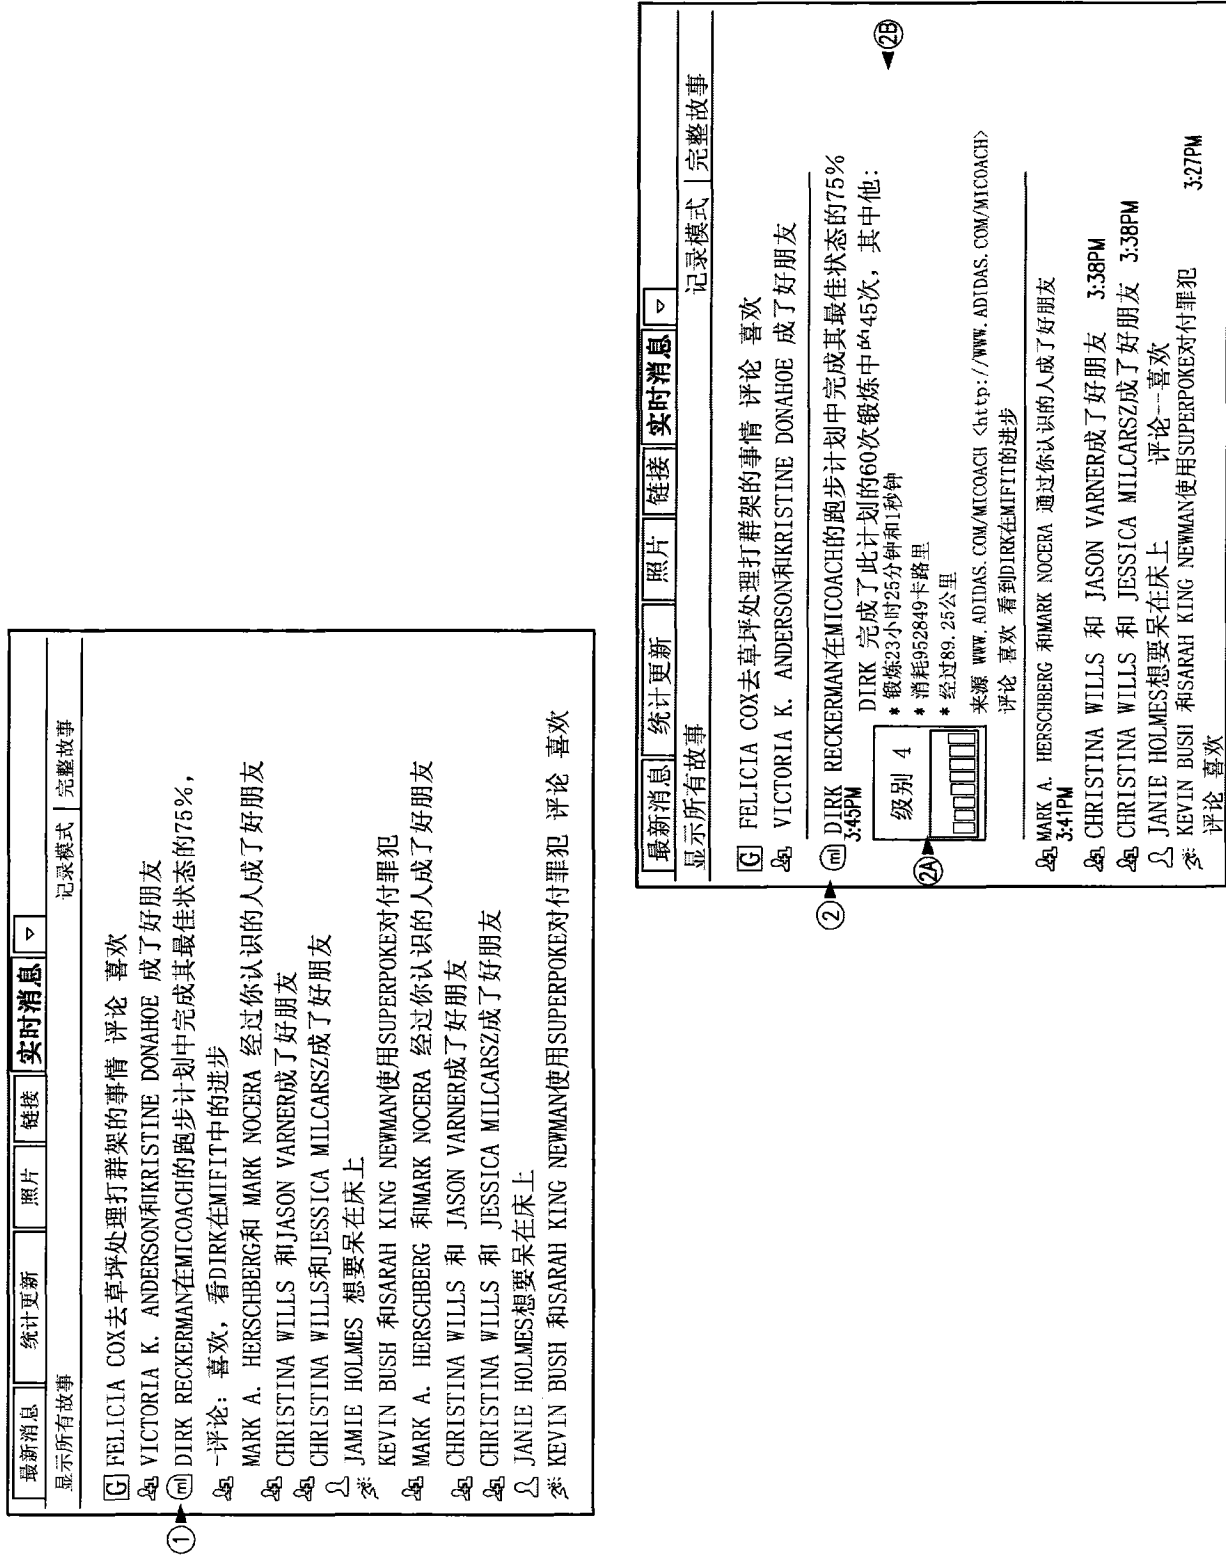 最新消息 统计更新 照片 链接 实时消息
显示所有故事 记录模式 完整故事
G FELICIA COX去草坪处理打群架的事情 评论 喜欢
VICTORIA K. ANDERSON和KRISTINE DONAHOE 成了好朋友
① ml DIRK RECKERMAN在MICOACH的跑步计划中完成其最佳状态的75%,
-评论: 喜欢, 看DIRK在MIFIT中的进步
MARK A. HERSCHBERG和 MARK NOCERA 经过你认识的人成了好朋友
CHRISTINA WILLS 和JASON VARNER成了好朋友
CHRISTINA WILLS和JESSICA MILCARSZ成了好朋友
JAMIE HOLMES 想要呆在床上
KEVIN BUSH 和SARAH KING NEWMAN使用SUPERPOKE对付罪犯
MARK A. HERSCHBERG 和MARK NOCERA 经过你认识的人成了好朋友
CHRISTINA WILLS 和 JASON VARNER成了好朋友
CHRISTINA WILLS 和 JESSICA MILCARSZ成了好朋友
JANIE HOLMES想要呆在床上
KEVIN BUSH 和SARAH KING NEWMAN使用SUPERPOKE对付罪犯 评论 喜欢
最新消息 统计更新 照片 链接 实时消息
显示所有故事 记录模式 完整故事
G FELICIA COX去草坪处理打群架的事情 评论 喜欢
VICTORIA K. ANDERSON和KRISTINE DONAHOE 成了好朋友
② ml DIRK RECKERMAN在MICOACH的跑步计划中完成其最佳状态的75%
3:45PM
DIRK 完成了此计划的60次锻炼中的45次, 其中他:
2B
级别 4
* 锻炼23小时25分钟和1秒钟
* 消耗952849卡路里
* 经过89.25公里
2A
来源 WWW.ADIDAS.COM/MICOACH <http://WWW.ADIDAS.COM/MICOACH>
评论 喜欢 看到DIRK在MIFIT的进步
MARK A. HERSCHBERG 和MARK NOCERA 通过你认识的人成了好朋友
3:41PM
CHRISTINA WILLS 和 JASON VARNER成了好朋友 3:38PM
CHRISTINA WILLS 和 JESSICA MILCARSZ成了好朋友 3:38PM
JANIE HOLMES想要呆在床上 评论--喜欢
KEVIN BUSH 和SARAH KING NEWMAN使用SUPERPOKE对付罪犯 3:27PM
评论 喜欢